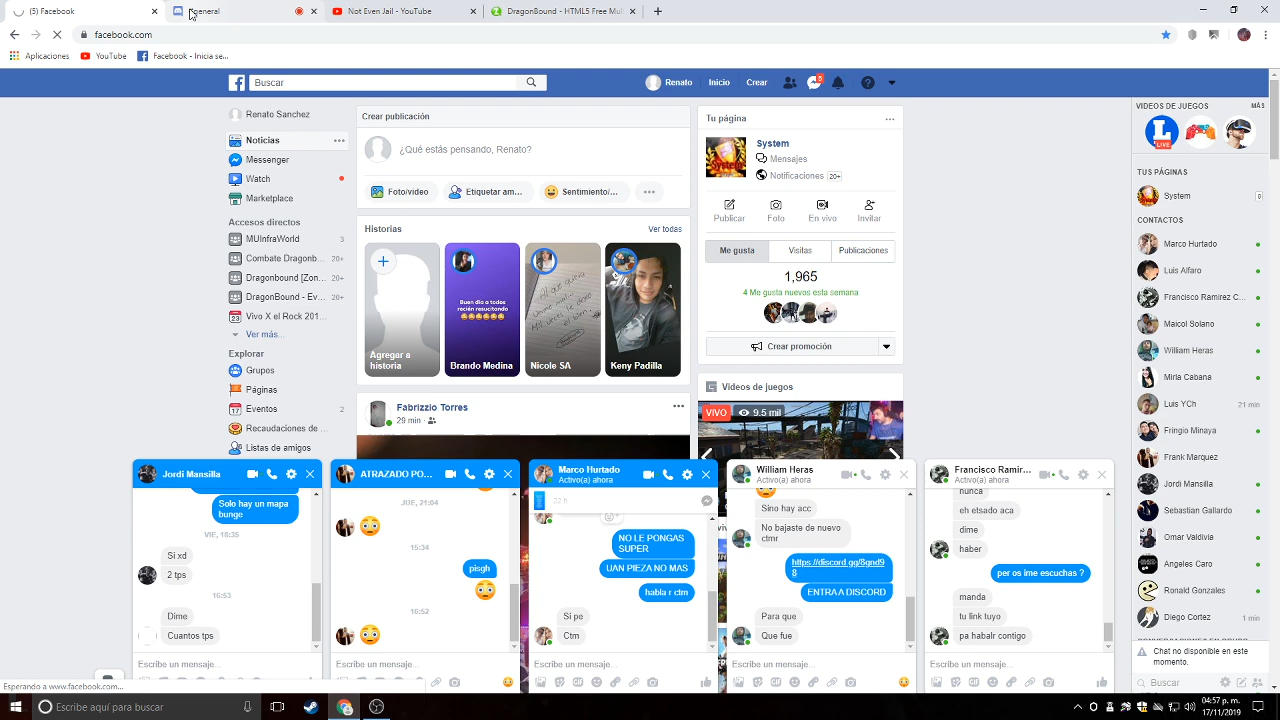 (5) Facebook
General
Not Even Jail - YouTube
DragonBound - HTML5 Free Mul
facebook.com
Aplicaciones
YouTube
Facebook - Inicia se...
Buscar
Renato
Inicio
Crear
5
Renato Sanchez
Noticias
Messenger
Watch
Marketplace
Accesos directos
MUInfraWorld 3
Combate Dragonb... 20+
Dragonbound [Zon... 20+
DragonBound - Ev... 20+
Vivo X el Rock 201...
Ver más...
Explorar
Grupos
Páginas
Eventos 2
Recaudaciones de ...
Listas de amigos
Crear publicación
¿Qué estás pensando, Renato?
Foto/video
Etiquetar am...
Sentimiento/...
Historias
Ver todas
Agregar a historia
Buen dia a todos
recién resucitando
Brando Medina
Nicole SA
Keny Padilla
Fabrizzio Torres
29 min
Tu página
System
Mensajes
Notificaciones 20+
Publicar
Foto
En vivo
Invitar
Me gusta
Visitas
Publicaciones
1,965
4 Me gusta nuevos esta semana
Crear promoción
Videos de juegos
VIVO
9.5 mil
VIDEOS DE JUEGOS
MÁS
LIVE
TUS PÁGINAS
System
CONTACTOS
Marco Hurtado
Luis Alfaro
Francisco Ramirez C...
Maicol Solano
William Heras
Mirla Cabana
Luis YCh 21 min
Fringio Minaya
Frank Marquez
Jordi Mansilla
Sebastian Gallardo
Omar Valdivia
Angeles Caro
Ronald Gonzales
Diego Cortez 1 min
Chat no disponible en este momento.
Buscar
Jordi Mansilla
Solo hay un mapa
bunge
VIE, 18:35
Si xd
2 tps
16:53
Dime
Cuantos tps
Escribe un mensaje...
ATRAZADO PO...
JUE, 21:04
15:34
pisgh
16:52
Escribe un mensaje...
Marco Hurtado
Activo(a) ahora
22 h
NO LE PONGAS
SUPER
UAN PIEZA NO MAS
habla r ctm
Si pe
Ctm
Escribe un mensaje...
William Heras
Activo(a) ahora
Sino hay acc
No bajaste de nuevo
ctmr
https://discord.gg/8gnd9
8
ENTRA A DISCORD
Para que
Que fue
Escribe un mensaje...
Francisco Ramir...
Activo(a) ahora
nunca
eh elsado aca
dime
haber
per os ime escuchas ?
manda
tu link tuyo
pa habalr contigo
Escribe un mensaje...
Esperando a www.facebook.com...
Escribe aquí para buscar
04:57 p. m.
17/11/2019